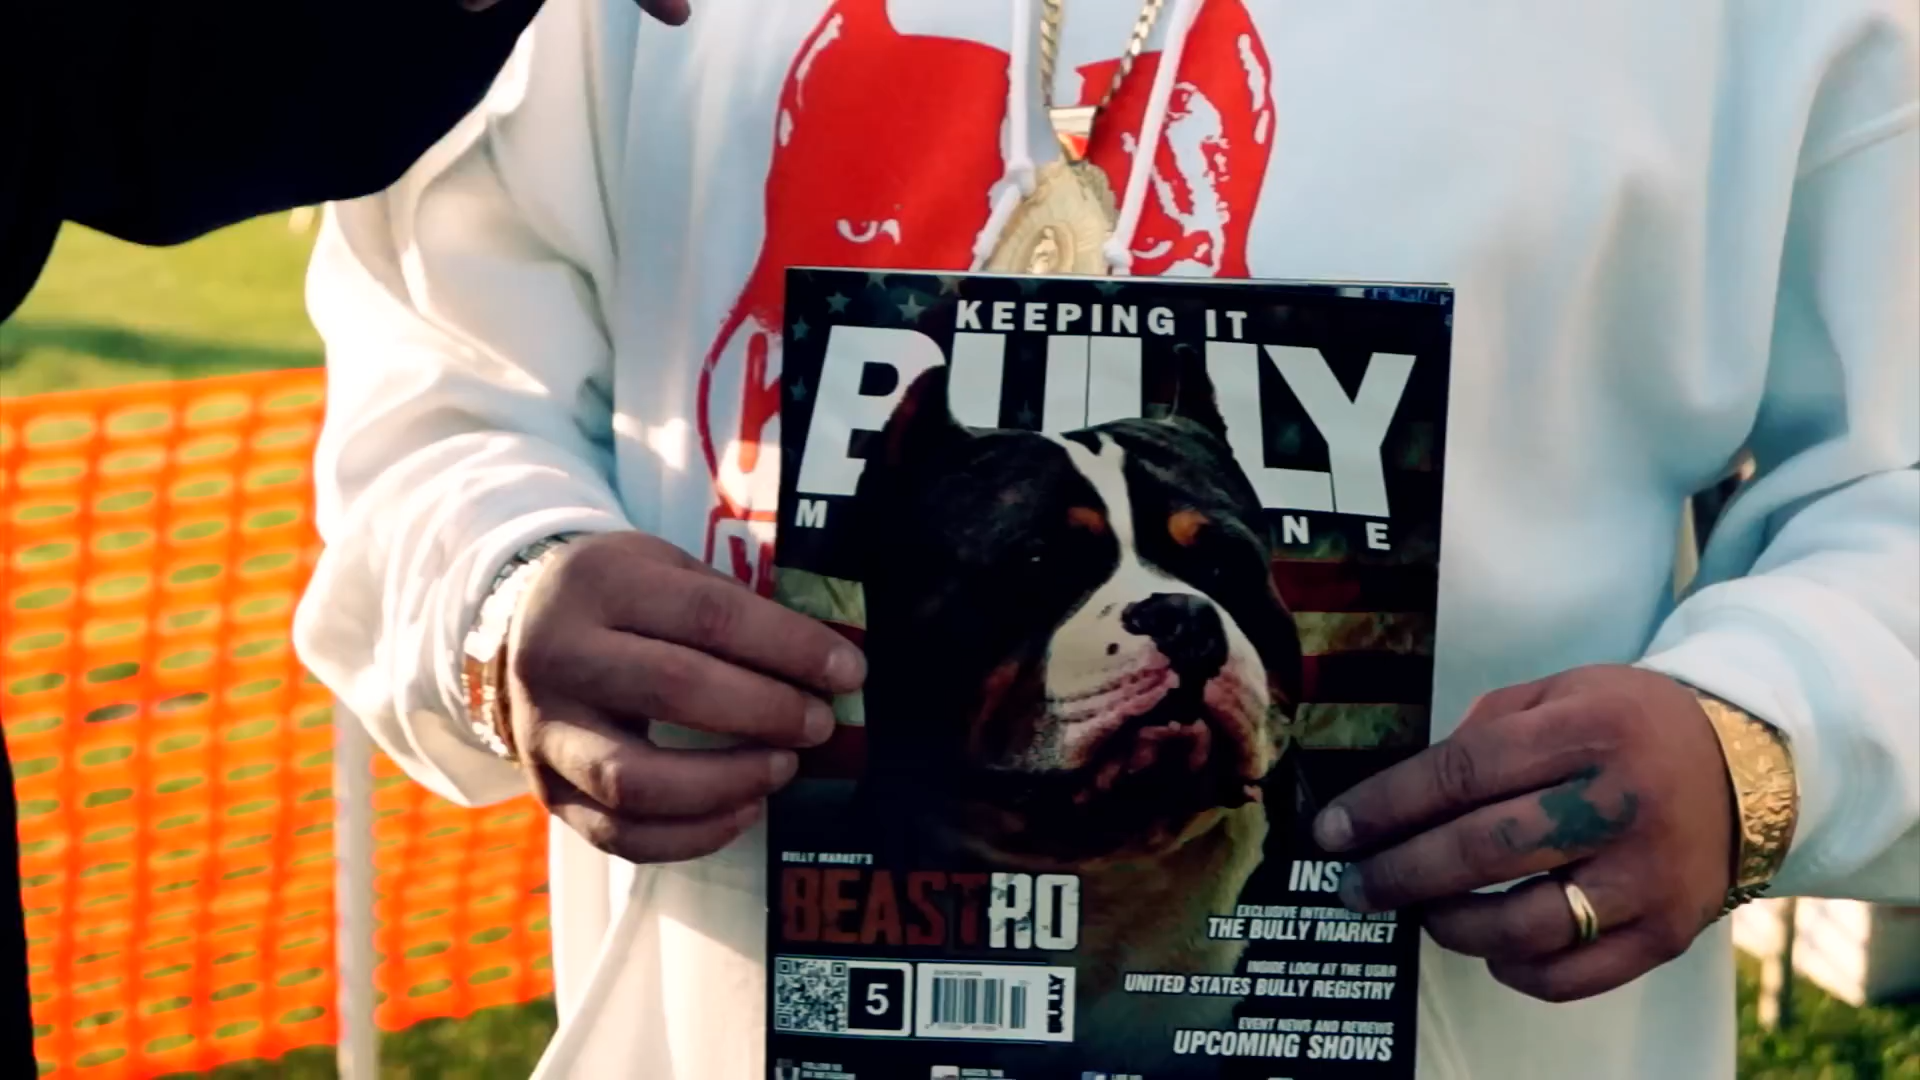 KEEPING IT
BULLY
M NE
BULLY MARKET'S
BEASTRO
INS
EXCLUSIVE INTERVIEW WITH
THE BULLY MARKET
INSIDE LOOK AT THE USBR
UNITED STATES BULLY REGISTRY
5
BULLY
EVENT NEWS AND REVIEWS
UPCOMING SHOWS